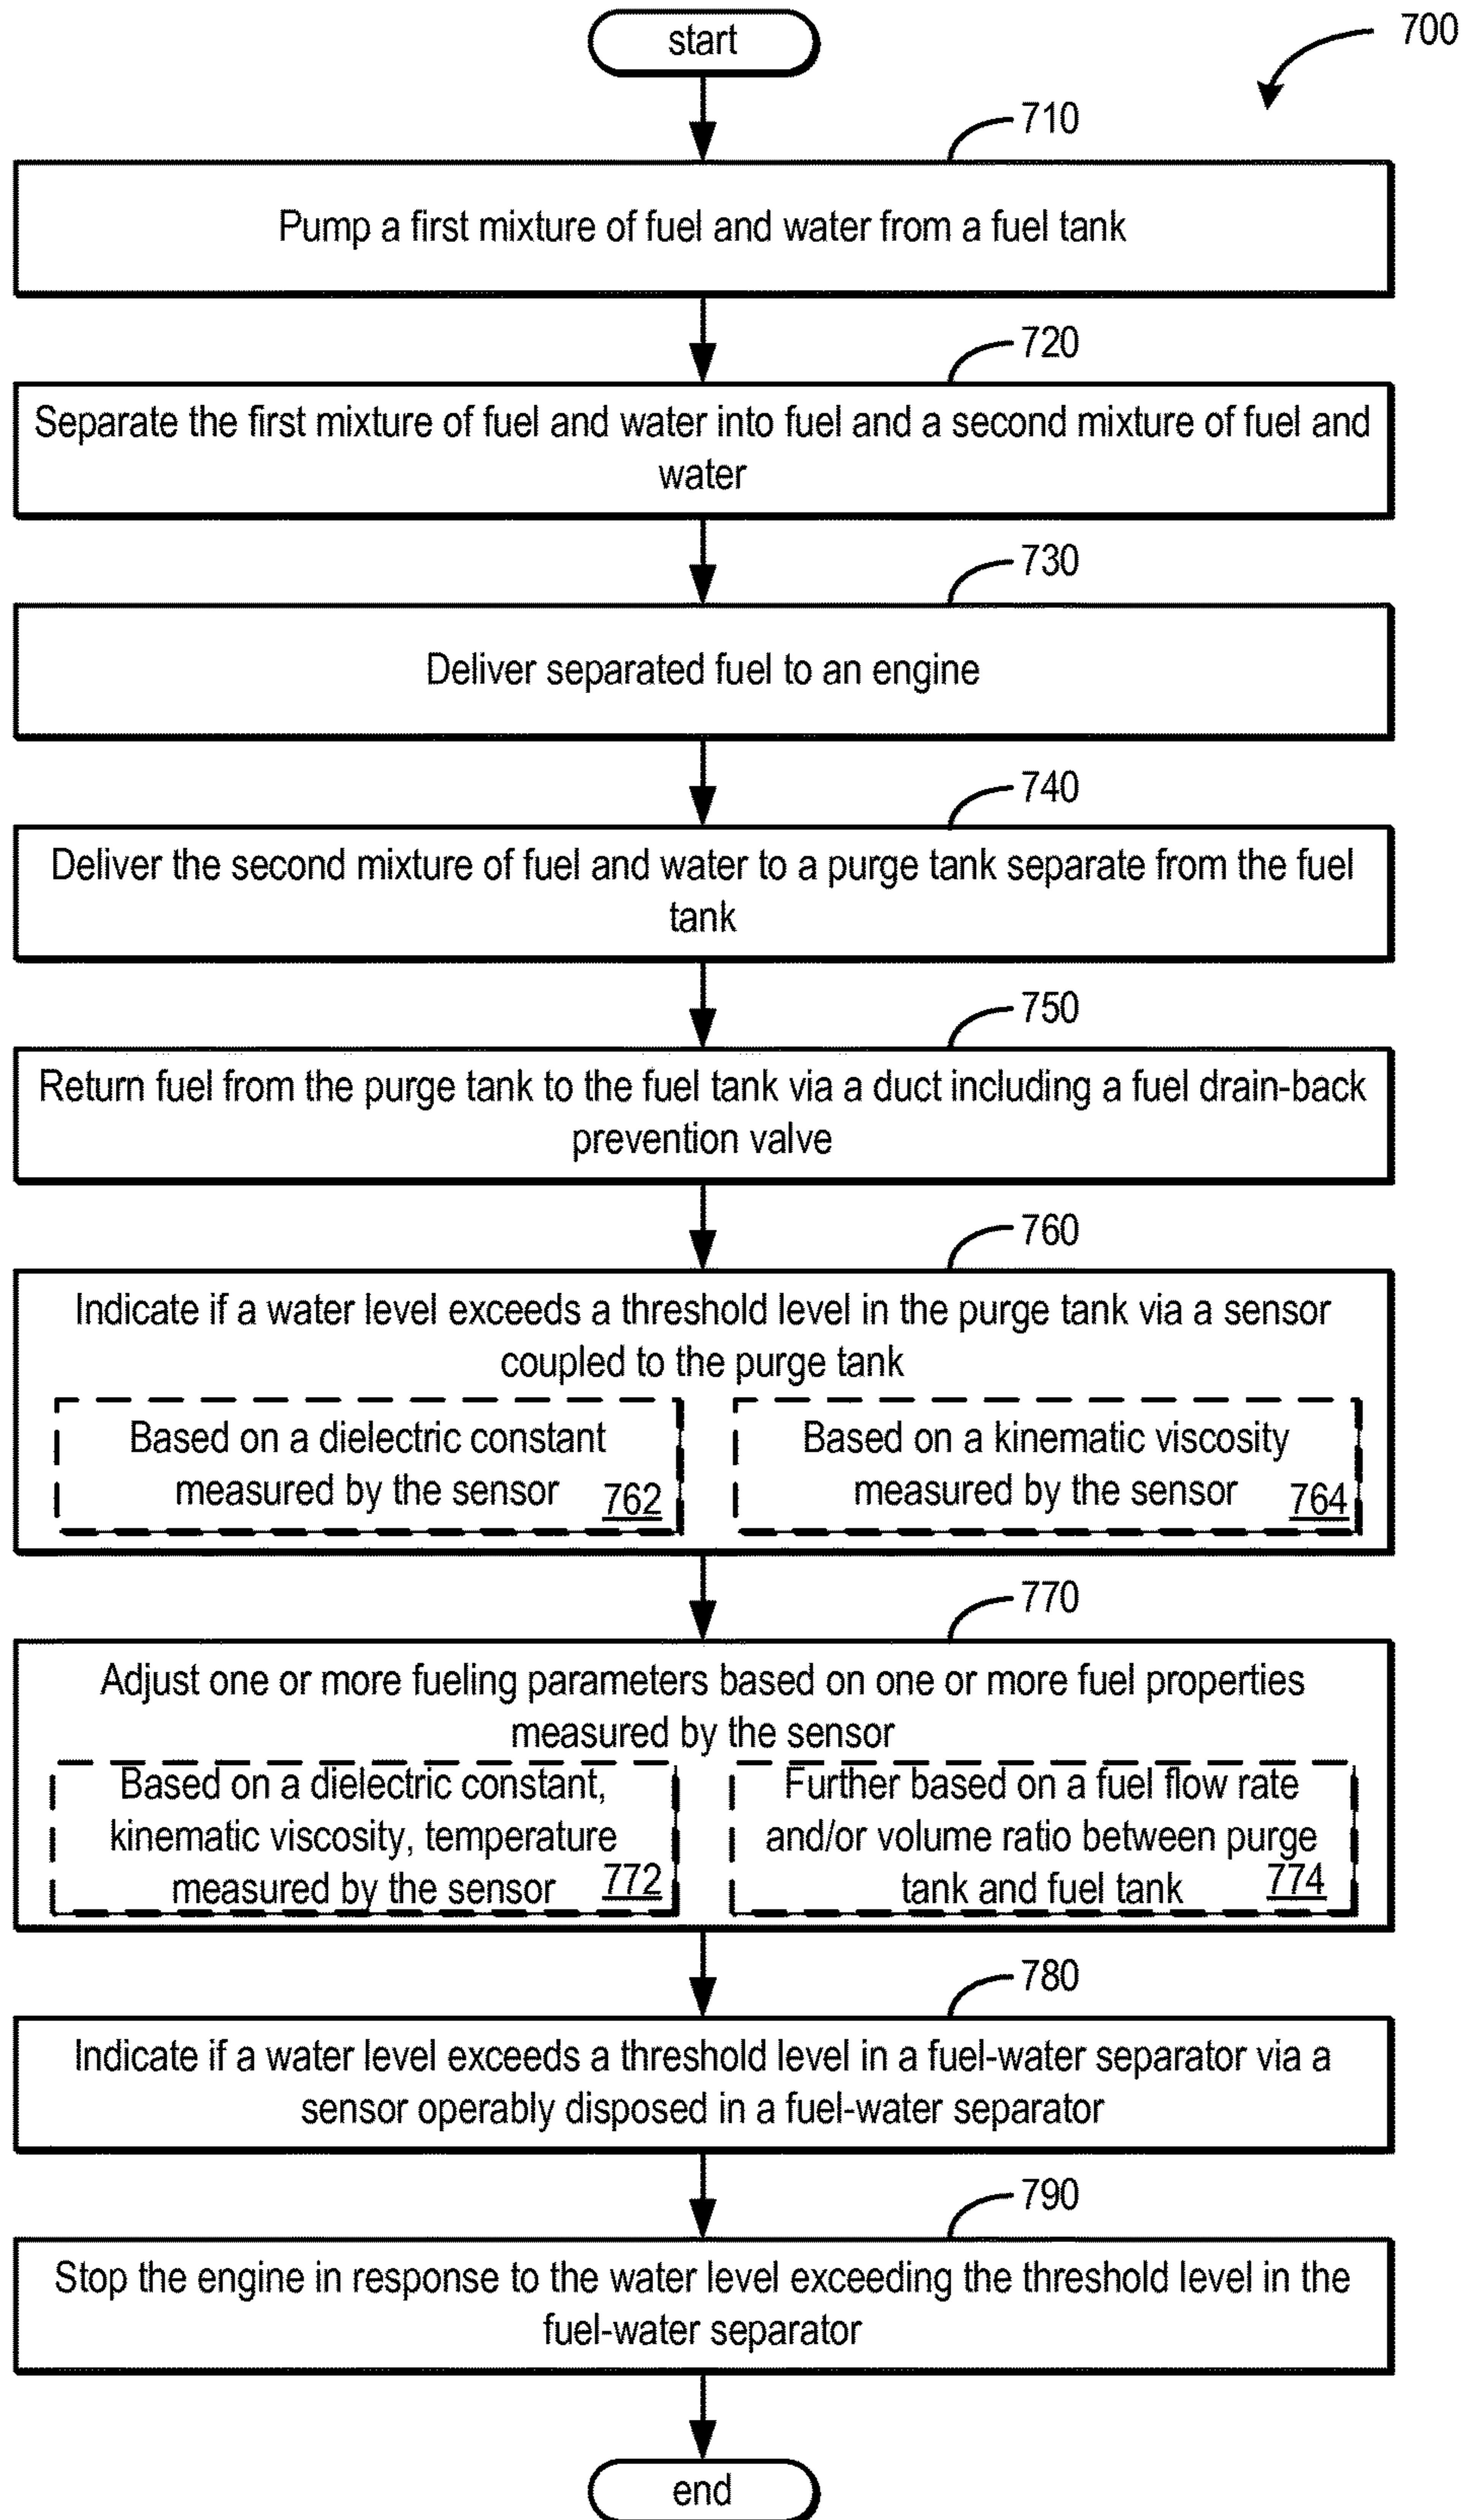 start
700
710
Pump a first mixture of fuel and water from a fuel tank
720
Separate the first mixture of fuel and water into fuel and a second mixture of fuel and
water
730
Deliver separated fuel to an engine
740
Deliver the second mixture of fuel and water to a purge tank separate from the fuel
tank
750
Return fuel from the purge tank to the fuel tank via a duct including a fuel drain-back
prevention valve
760
Indicate if a water level exceeds a threshold level in the purge tank via a sensor
coupled to the purge tank
Based on a dielectric constant
measured by the sensor 762
Based on a kinematic viscosity
measured by the sensor 764
770
Adjust one or more fueling parameters based on one or more fuel properties
measured by the sensor
Based on a dielectric constant,
kinematic viscosity, temperature
measured by the sensor 772
Further based on a fuel flow rate
and/or volume ratio between purge
tank and fuel tank 774
780
Indicate if a water level exceeds a threshold level in a fuel-water separator via a
sensor operably disposed in a fuel-water separator
790
Stop the engine in response to the water level exceeding the threshold level in the
fuel-water separator
end